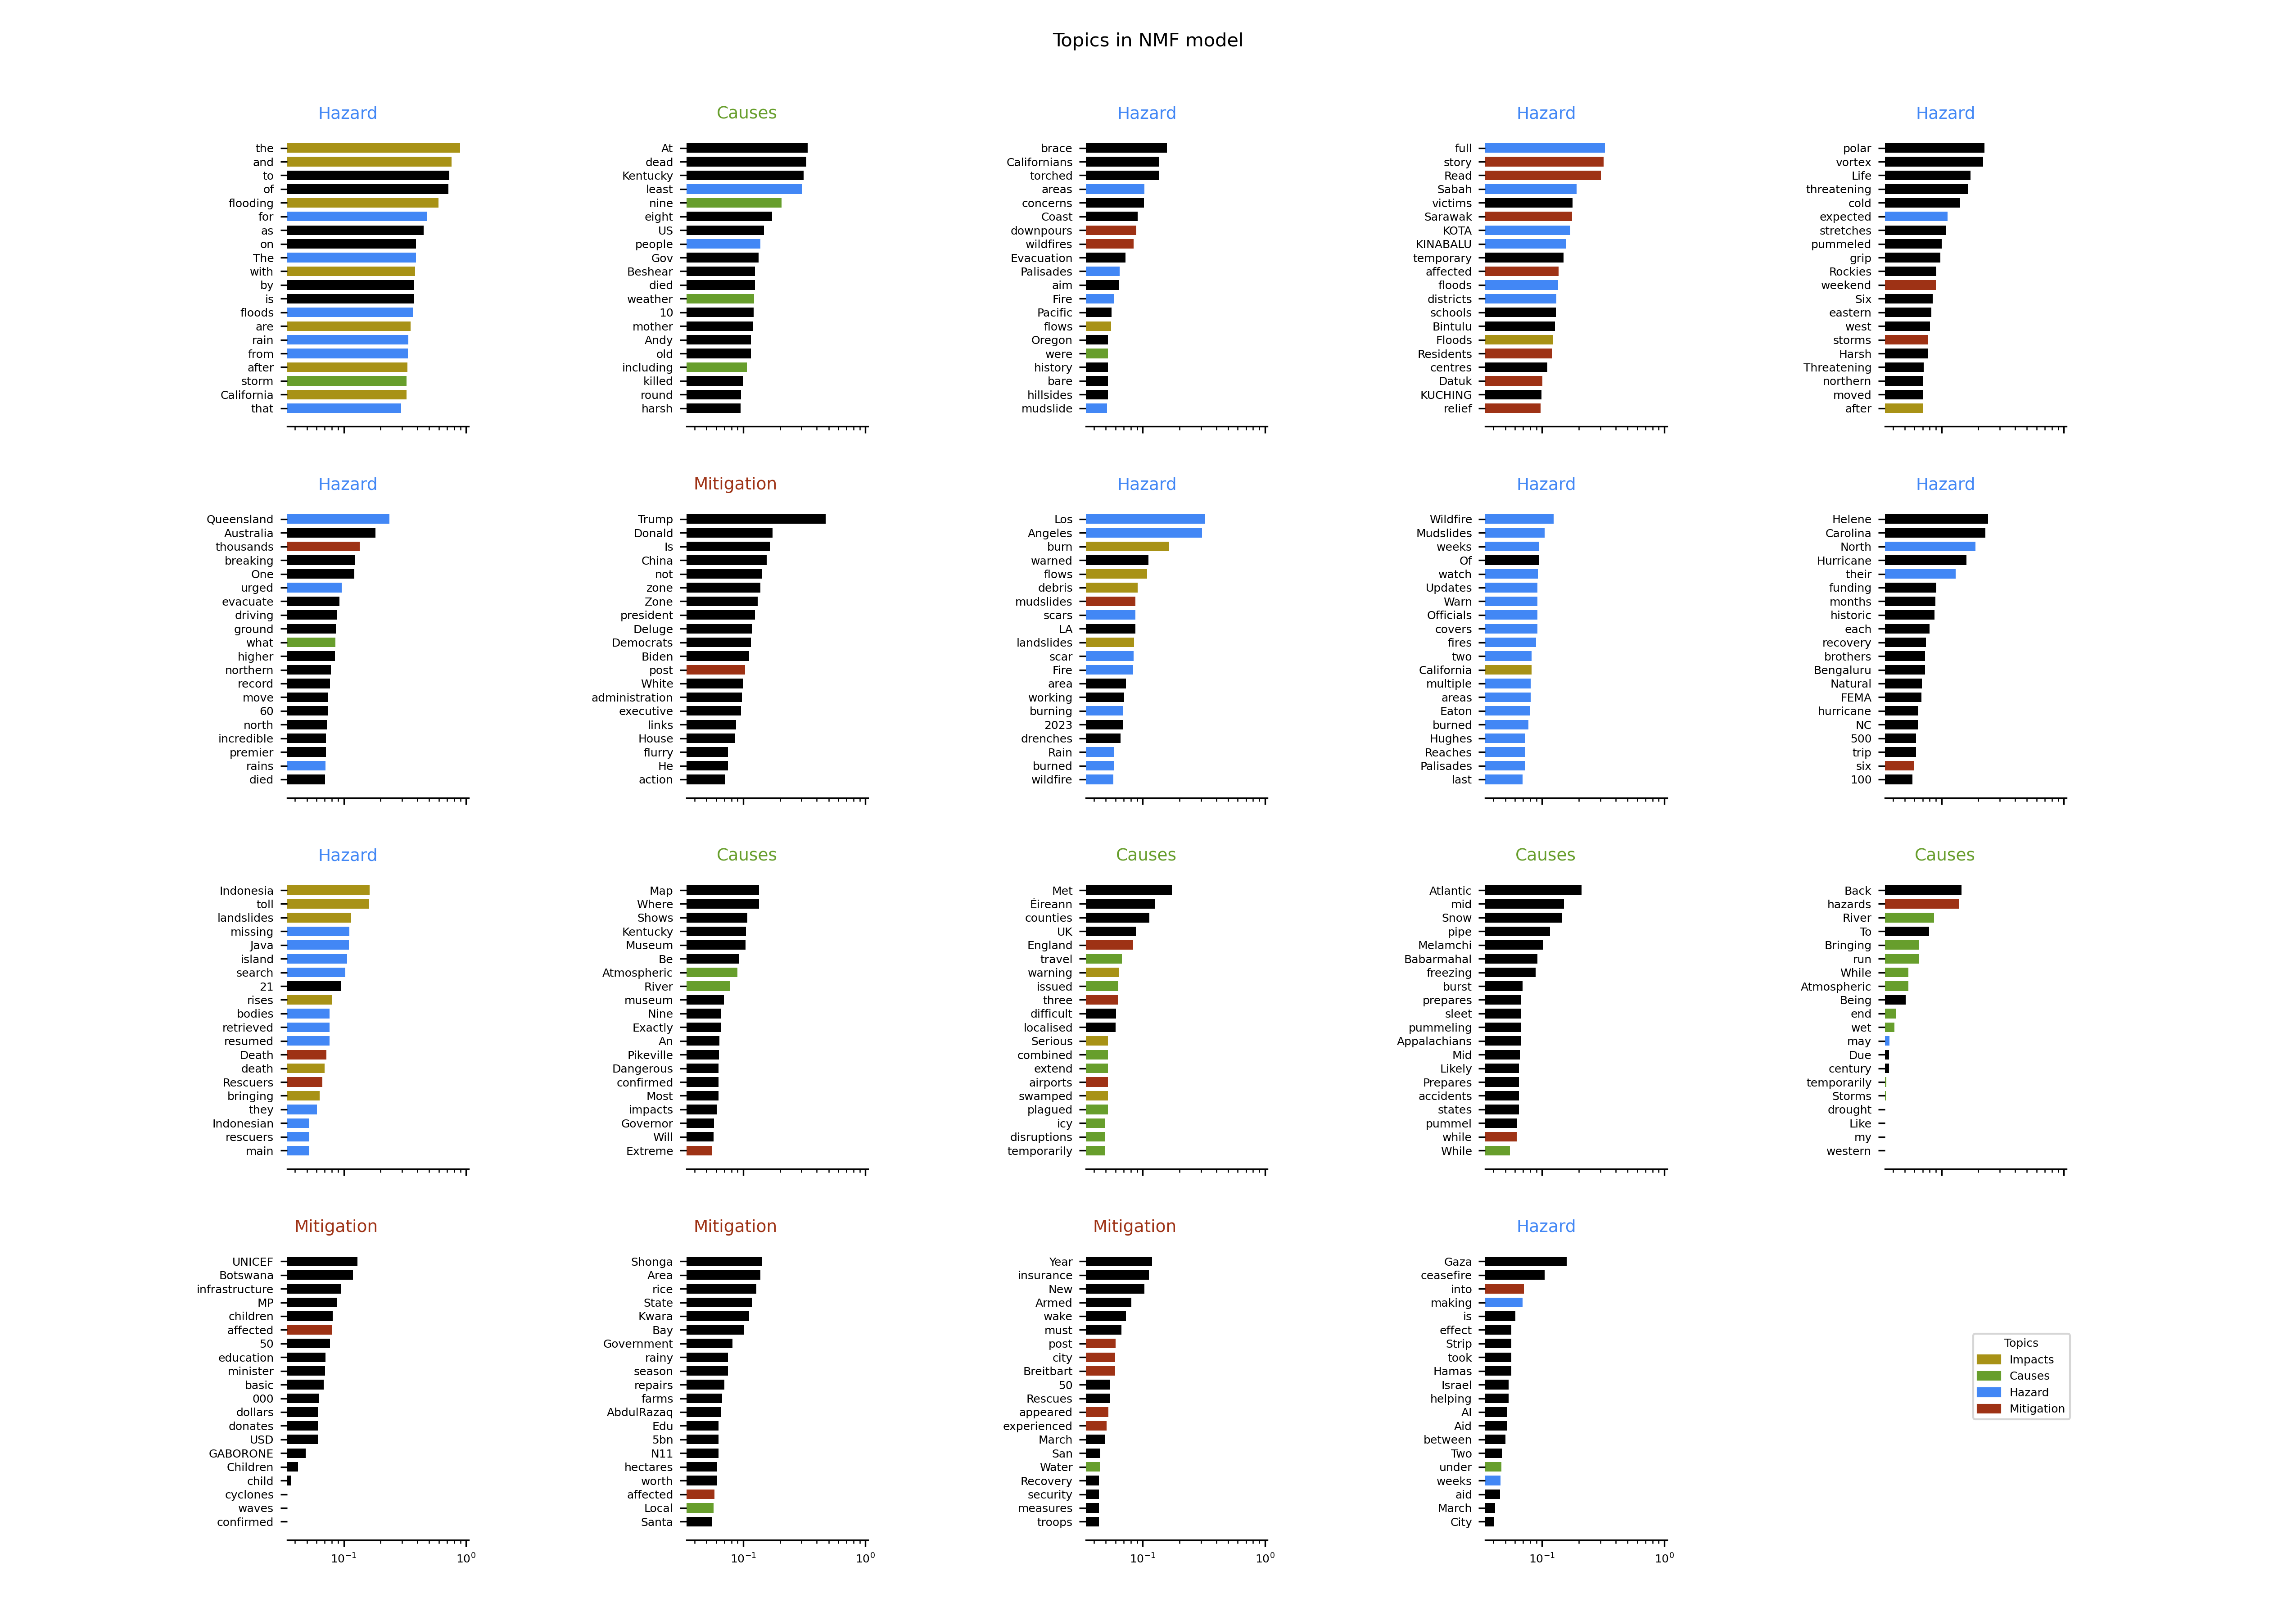 Topics in NMF model
Hazard
the
and
to
of
flooding
for
as
on
The
with
by
is
floods
are
rain
from
after
storm
California
that
Causes
At
dead
Kentucky
least
nine
eight
US
people
Gov
Beshear
died
weather
10
mother
Andy
old
including
killed
round
harsh
Hazard
brace
Californians
torched
areas
concerns
Coast
downpours
wildfires
Evacuation
Palisades
aim
Fire
Pacific
flows
Oregon
were
history
bare
hillsides
mudslide
Hazard
full
story
Read
Sabah
victims
Sarawak
KOTA
KINABALU
temporary
affected
floods
districts
schools
Bintulu
Floods
Residents
centres
Datuk
KUCHING
relief
Hazard
polar
vortex
Life
threatening
cold
expected
stretches
pummeled
grip
Rockies
weekend
Six
eastern
west
storms
Harsh
Threatening
northern
moved
after
Hazard
Queensland
Australia
thousands
breaking
One
urged
evacuate
driving
ground
what
higher
northern
record
move
60
north
incredible
premier
rains
died
Mitigation
Trump
Donald
Is
China
not
zone
Zone
president
Deluge
Democrats
Biden
post
White
administration
executive
links
House
flurry
He
action
Hazard
Los
Angeles
burn
warned
flows
debris
mudslides
scars
LA
landslides
scar
Fire
area
working
burning
2023
drenches
Rain
burned
wildfire
Hazard
Wildfire
Mudslides
weeks
Of
watch
Updates
Warn
Officials
covers
fires
two
California
multiple
areas
Eaton
burned
Hughes
Reaches
Palisades
last
Hazard
Helene
Carolina
North
Hurricane
their
funding
months
historic
each
recovery
brothers
Bengaluru
Natural
FEMA
hurricane
NC
500
trip
six
100
Hazard
Indonesia
toll
landslides
missing
Java
island
search
21
rises
bodies
retrieved
resumed
Death
death
Rescuers
bringing
they
Indonesian
rescuers
main
Causes
Map
Where
Shows
Kentucky
Museum
Be
Atmospheric
River
museum
Nine
Exactly
An
Pikeville
Dangerous
confirmed
Most
impacts
Governor
Will
Extreme
Causes
Met
Éireann
counties
UK
England
travel
warning
issued
three
difficult
localised
Serious
combined
extend
airports
swamped
plagued
icy
disruptions
temporarily
Causes
Atlantic
mid
Snow
pipe
Melamchi
Babarmahal
freezing
burst
prepares
sleet
pummeling
Appalachians
Mid
Likely
Prepares
accidents
states
pummel
while
While
Causes
Back
hazards
River
To
Bringing
run
While
Atmospheric
Being
end
wet
may
Due
century
temporarily
Storms
drought
Like
my
western
Mitigation
UNICEF
Botswana
infrastructure
MP
children
affected
50
education
minister
basic
000
dollars
donates
USD
GABORONE
Children
child
cyclones
waves
confirmed
10⁻¹ 10⁰
Mitigation
Shonga
Area
rice
State
Kwara
Bay
Government
rainy
season
repairs
farms
AbdulRazaq
Edu
5bn
N11
hectares
worth
affected
Local
Santa
10⁻¹ 10⁰
Mitigation
Year
insurance
New
Armed
wake
must
post
city
Breitbart
50
Rescues
appeared
experienced
March
San
Water
Recovery
security
measures
troops
10⁻¹ 10⁰
Hazard
Gaza
ceasefire
into
making
is
effect
Strip
took
Hamas
Israel
helping
AI
Aid
between
Two
under
weeks
aid
March
City
10⁻¹ 10⁰
Topics
Impacts
Causes
Hazard
Mitigation